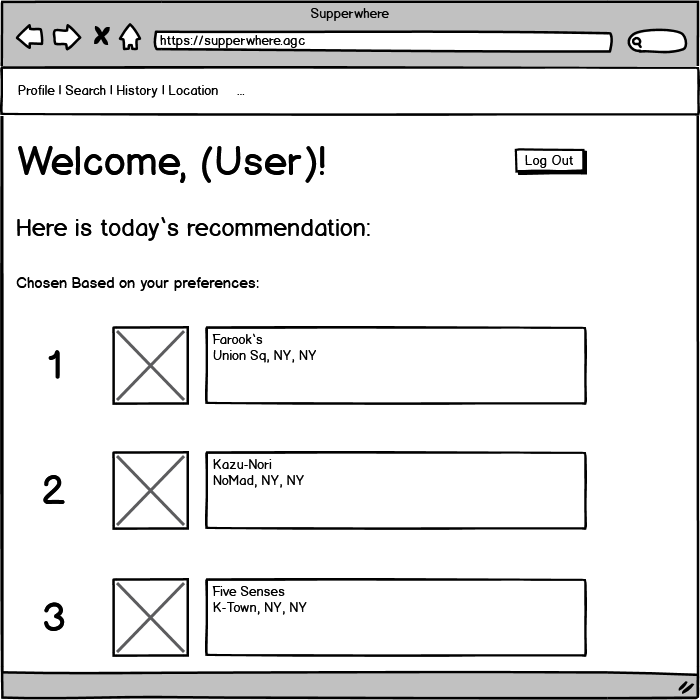 Supperwhere
https://supperwhere.agc
Profile | Search | History | Location ...
Welcome, (User)!
Log Out
Here is today`s recommendation:
Chosen Based on your preferences:
1
Farook`s
Union Sq, NY, NY
2
Kazu-Nori
NoMad, NY, NY
3
Five Senses
K-Town, NY, NY